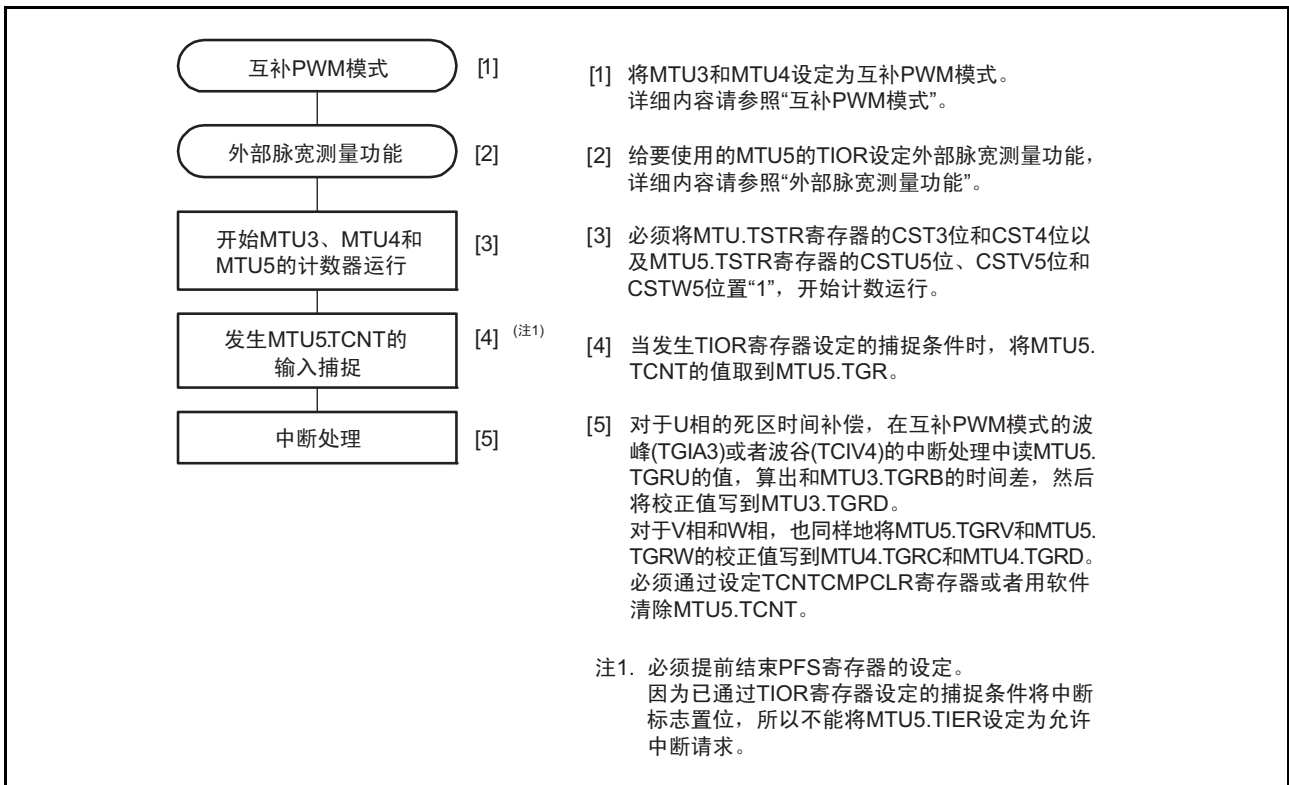 互补PWM模式 [1]
外部脉宽测量功能 [2]
开始MTU3、MTU4和
MTU5的计数器运行 [3]
发生MTU5.TCNT的
输入捕捉 [4] (注1)
中断处理 [5]
[1] 将MTU3和MTU4设定为互补PWM模式。
详细内容请参照“互补PWM模式”。
[2] 给要使用的MTU5的TIOR设定外部脉宽测量功能，
详细内容请参照“外部脉宽测量功能”。
[3] 必须将MTU.TSTR寄存器的CST3位和CST4位以
及MTU5.TSTR寄存器的CSTU5位、CSTV5位和
CSTW5位置“1”，开始计数运行。
[4] 当发生TIOR寄存器设定的捕捉条件时，将MTU5.
TCNT的值取到MTU5.TGR。
[5] 对于U相的死区时间补偿，在互补PWM模式的波
峰(TGIA3)或者波谷(TCIV4)的中断处理中读MTU5.
TGRU的值，算出和MTU3.TGRB的时间差，然后
将校正值写到MTU3.TGRD。
对于V相和W相，也同样地将MTU5.TGRV和MTU5.
TGRW的校正值写到MTU4.TGRC和MTU4.TGRD。
必须通过设定TCNTCMPCLR寄存器或者用软件
清除MTU5.TCNT。
注1. 必须提前结束PFS寄存器的设定。
因为已通过TIOR寄存器设定的捕捉条件将中断
标志置位，所以不能将MTU5.TIER设定为允许
中断请求。